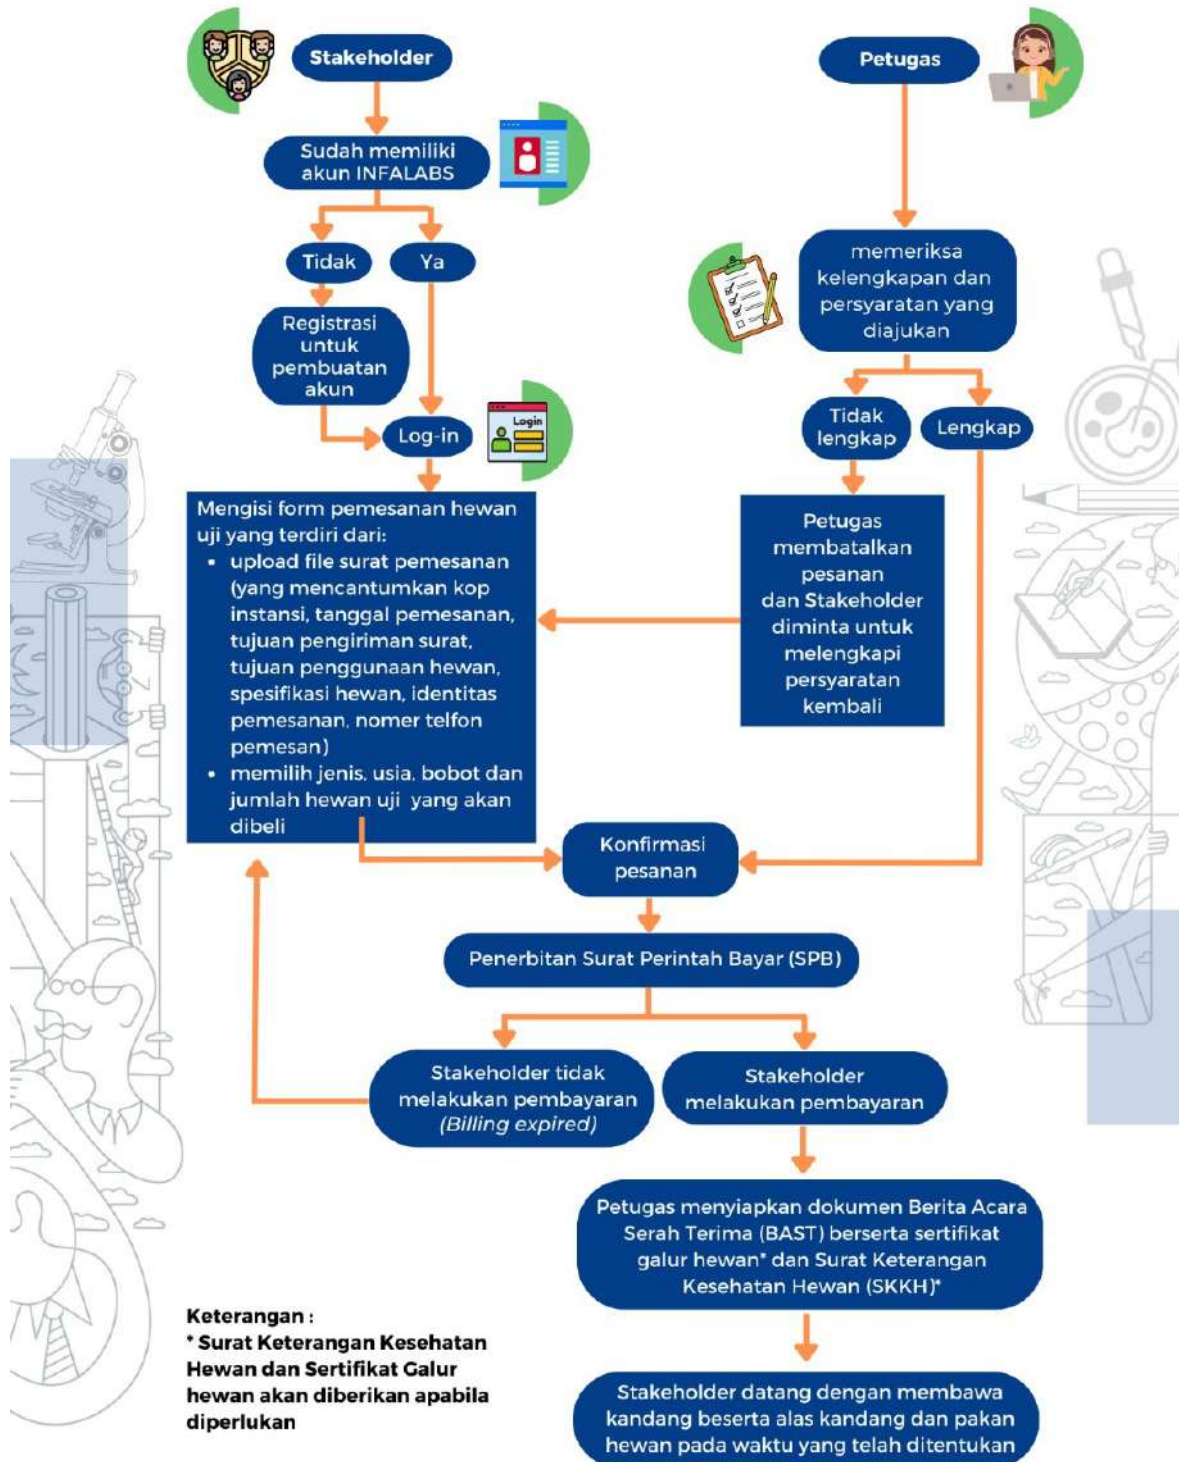 Stakeholder
Petugas
Sudah memiliki
akun INFALABS
Tidak
Ya
Registrasi
untuk
pembuatan
akun
Login
Log-in
memeriksa
kelengkapan dan
persyaratan yang
diajukan
Tidak
lengkap
Lengkap
Mengisi form pemesanan hewan
uji yang terdiri dari:
• upload file surat pemesanan
(yang mencantumkan kop
instansi, tanggal pemesanan,
tujuan pengiriman surat,
tujuan penggunaan hewan,
spesifikasi hewan, identitas
pemesanan, nomer telfon
pemesan)
• memilih jenis, usia, bobot dan
jumlah hewan uji yang akan
dibeli
Petugas
membatalkan
pesanan
dan Stakeholder
diminta untuk
melengkapi
persyaratan
kembali
Konfirmasi
pesanan
Penerbitan Surat Perintah Bayar (SPB)
Stakeholder tidak
melakukan pembayaran
(Billing expired)
Stakeholder
melakukan pembayaran
Petugas menyiapkan dokumen Berita Acara
Serah Terima (BAST) berserta sertifikat
galur hewan* dan Surat Keterangan
Kesehatan Hewan (SKKH)*
Stakeholder datang dengan membawa
kandang beserta alas kandang dan pakan
hewan pada waktu yang telah ditentukan
Keterangan :
* Surat Keterangan Kesehatan
Hewan dan Sertifikat Galur
hewan akan diberikan apabila
diperlukan